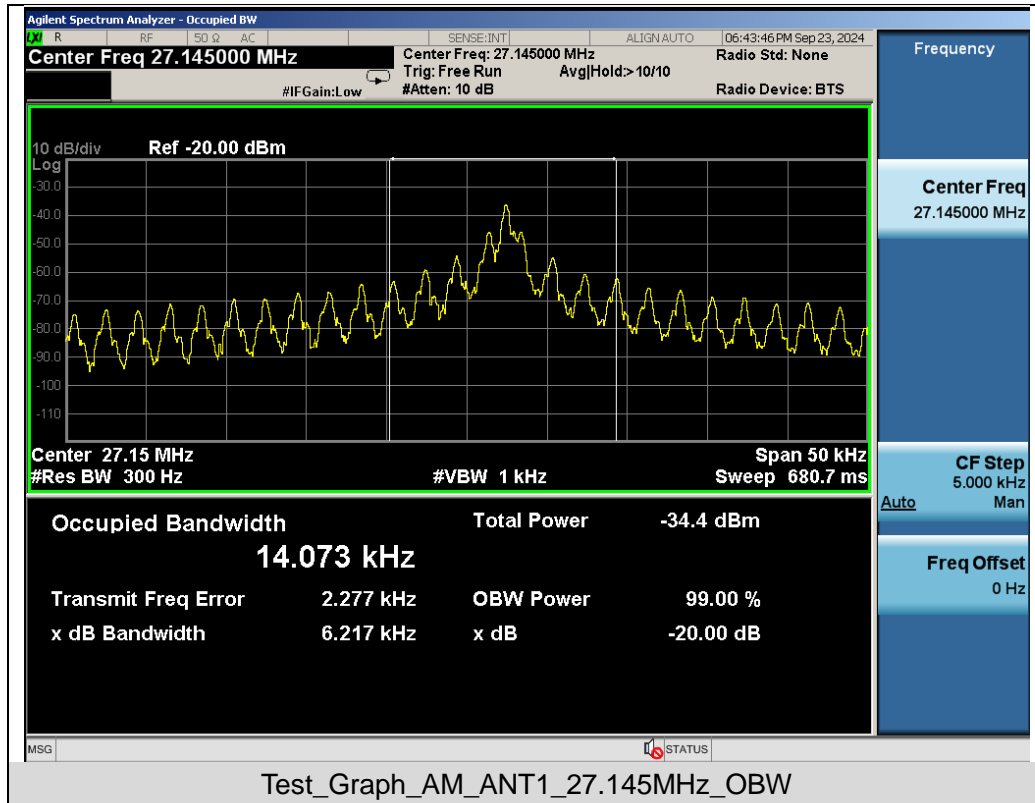 Agilent Spectrum Analyzer - Occupied BW
LXI R RF 50 Ω AC SENSE:INT ALIGN AUTO 06:43:46 PM Sep 23, 2024
Center Freq 27.145000 MHz
Center Freq: 27.145000 MHz Radio Std: None
Trig: Free Run Avg|Hold:>10/10
#IFGain:Low #Atten: 10 dB Radio Device: BTS
10 dB/div Ref -20.00 dBm
Log
-30.0
-40.0
-50.0
-60.0
-70.0
-80.0
-90.0
-100
-110
Center 27.15 MHz Span 50 kHz
#Res BW 300 Hz #VBW 1 kHz Sweep 680.7 ms
Occupied Bandwidth Total Power -34.4 dBm
14.073 kHz
Transmit Freq Error 2.277 kHz OBW Power 99.00 %
x dB Bandwidth 6.217 kHz x dB -20.00 dB
Frequency
Center Freq
27.145000 MHz
CF Step
5.000 kHz
Auto Man
Freq Offset
0 Hz
MSG STATUS
Test_Graph_AM_ANT1_27.145MHz_OBW